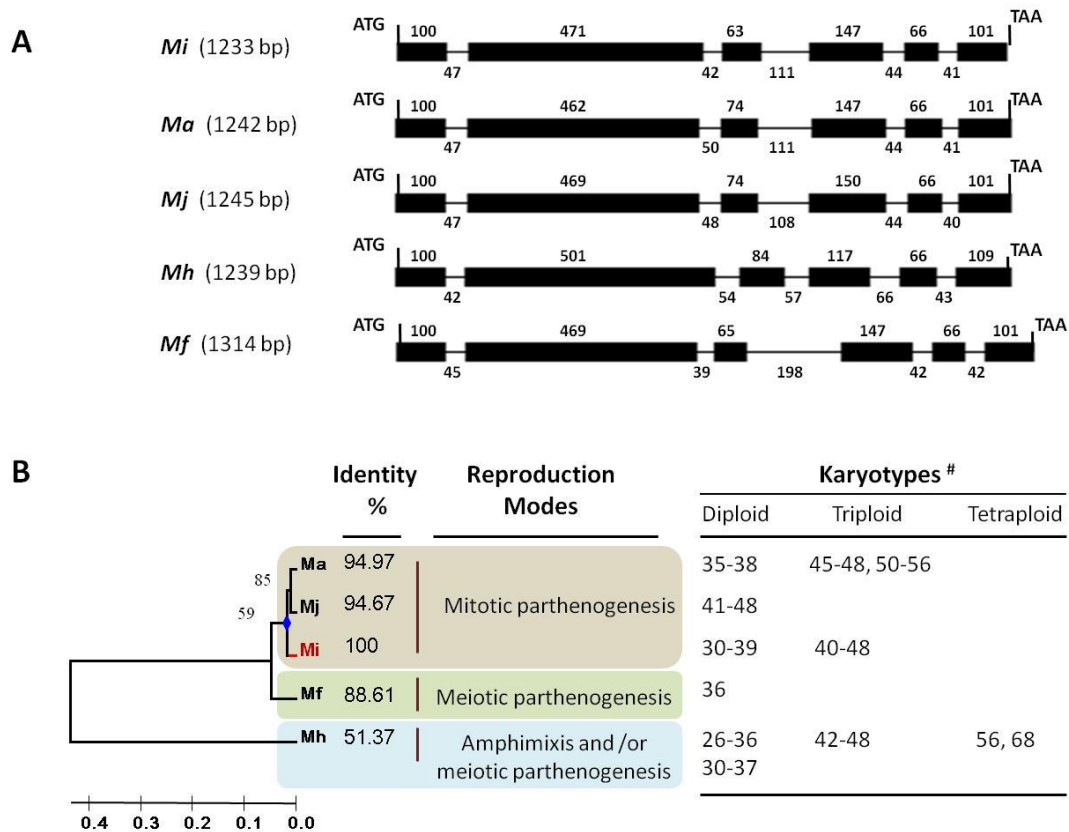 A
ATG 100 471 63 147 66 101 TAA
Mi (1233 bp)
47 42 111 44 41
ATG 100 462 74 147 66 101 TAA
Ma (1242 bp)
47 50 111 44 41
ATG 100 469 74 150 66 101 TAA
Mj (1245 bp)
47 48 108 44 40
ATG 100 501 84 117 66 109 TAA
Mh (1239 bp)
42 54 57 66 43
ATG 100 469 65 147 66 101 TAA
Mf (1314 bp)
45 39 198 42 42
B
Identity Reproduction Karyotypes #
% Modes
Diploid Triploid Tetraploid
Ma 94.97 35-38 45-48, 50-56
85
Mj 94.67 Mitotic parthenogenesis 41-48
59
Mi 100 30-39 40-48
Mf 88.61 Meiotic parthenogenesis 36
Mh 51.37 Amphimixis and /or 26-36 42-48 56, 68
meiotic parthenogenesis 30-37
0.4 0.3 0.2 0.1 0.0